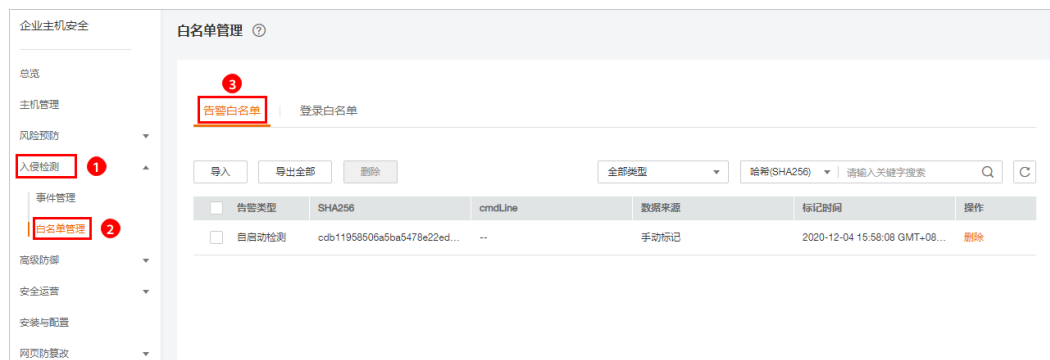 企业主机安全
总览
主机管理
风险预防
入侵检测 1
事件管理
白名单管理 2
高级防御
安全运营
安装与配置
网页防篡改
白名单管理 ?
3
告警白名单 登录白名单
导入 导出全部 删除 全部类型 哈希(SHA256) 请输入关键字搜索
告警类型 SHA256 cmdLine 数据来源 标记时间 操作
自启动检测 cdb11958506a5ba5478e22ed... -- 手动标记 2020-12-04 15:58:08 GMT+08... 删除